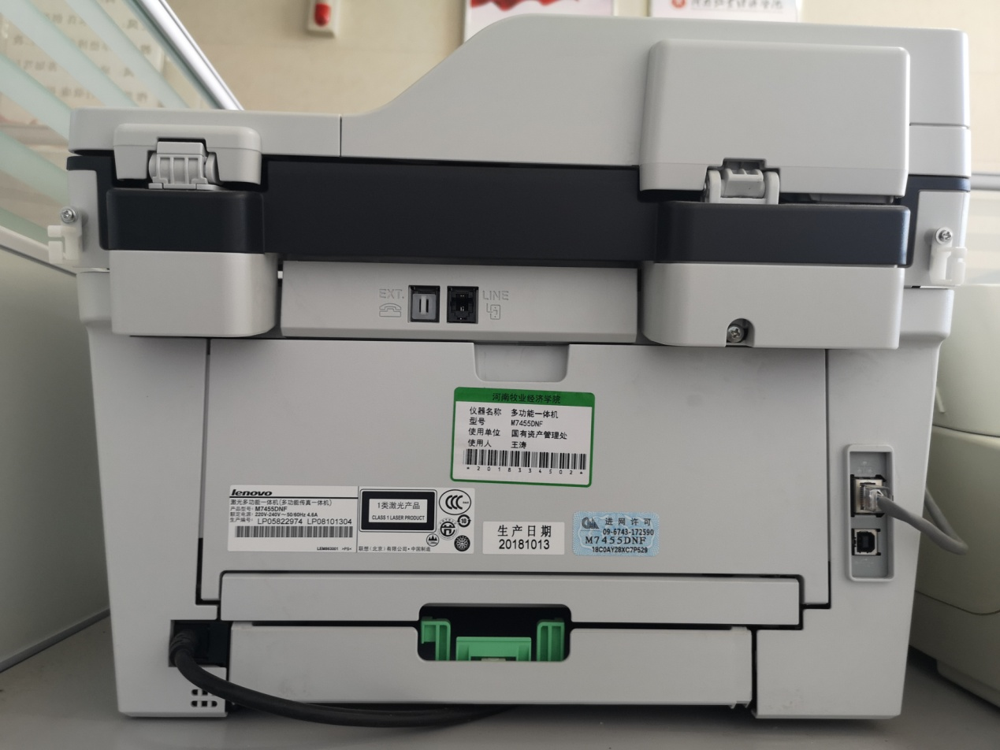 EXT.
LINE
河南牧业经济学院
仪器名称 多功能一体机
型号 M7455DNF
使用单位 国有资产管理处
使用人 王涛
*2018334502*
lenovo
激光多功能一体机(多功能传真一体机)
产品型号: M7455DNF
额定电源: 220V-240V～50/60Hz 4.6A
生产编号: LP05822974 LP08101304
1类激光产品
CLASS 1 LASER PRODUCT
联想(北京)有限公司•中国制造
生产日期
20181013
进网许可
09-6743-172590
M7455DNF
18C0AY28XC7P529